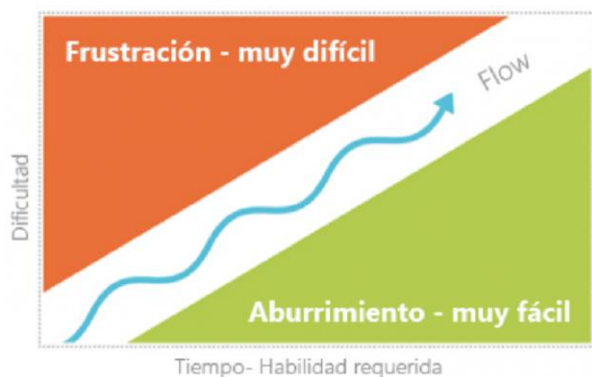 Frustración - muy difícil
Flow
Dificultad
Aburrimiento - muy fácil
Tiempo- Habilidad requerida